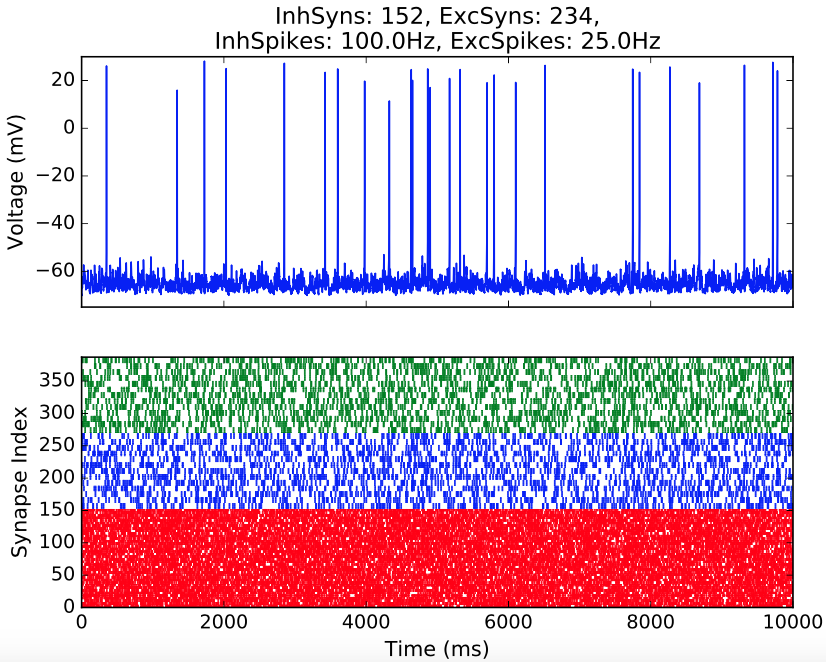 InhSyns: 152, ExcSyns: 234,
InhSpikes: 100.0Hz, ExcSpikes: 25.0Hz
Voltage (mV)
20
0
−20
−40
−60
Synapse Index
350
300
250
200
150
100
50
0
0 2000 4000 6000 8000 10000
Time (ms)